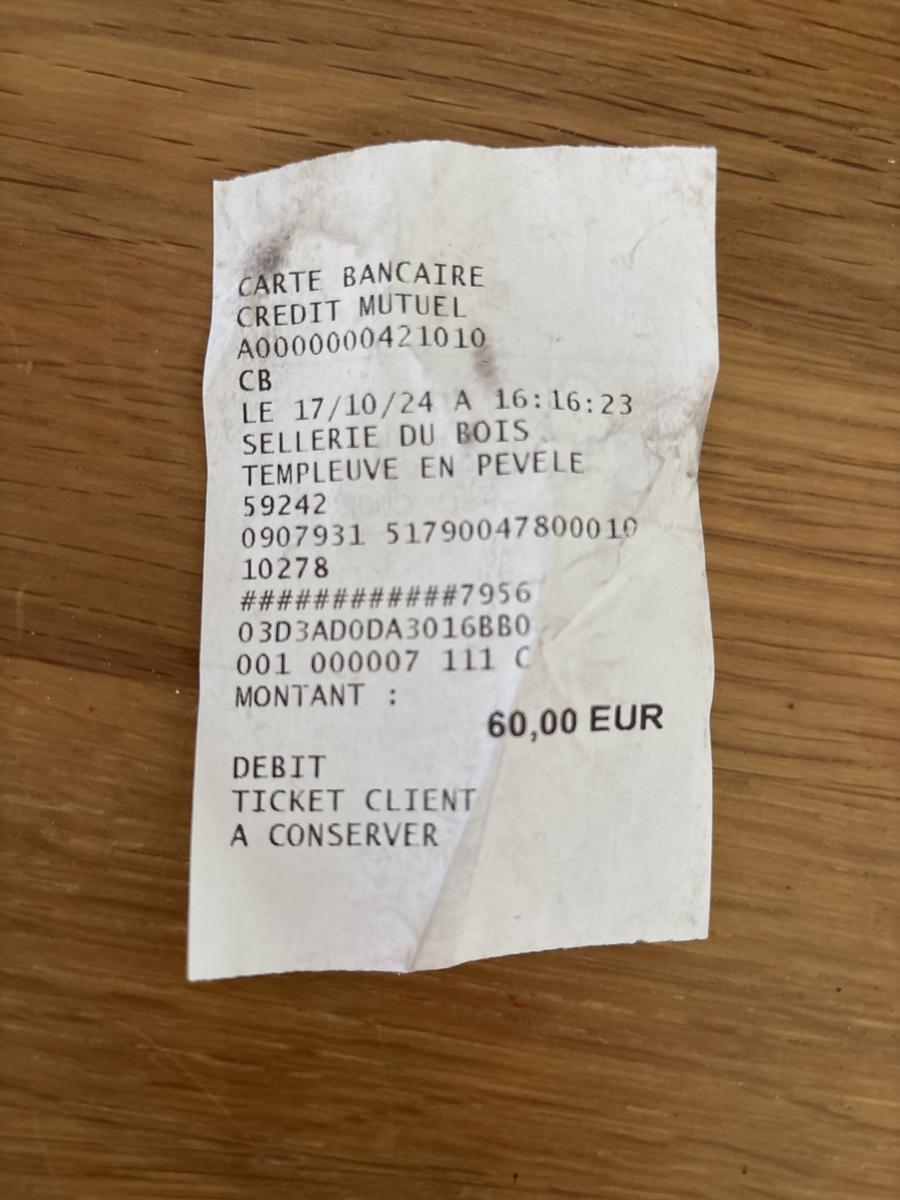 CARTE BANCAIRE
CREDIT MUTUEL
A0000000421010
CB
LE 17/10/24 A 16:16:23
SELLERIE DU BOIS
TEMPLEUVE EN PEVELE
59242
0907931 51790047800010
10278
############7956
03D3AD0DA3016BB0
001 000007 111 C
MONTANT :
60,00 EUR
DEBIT
TICKET CLIENT
A CONSERVER